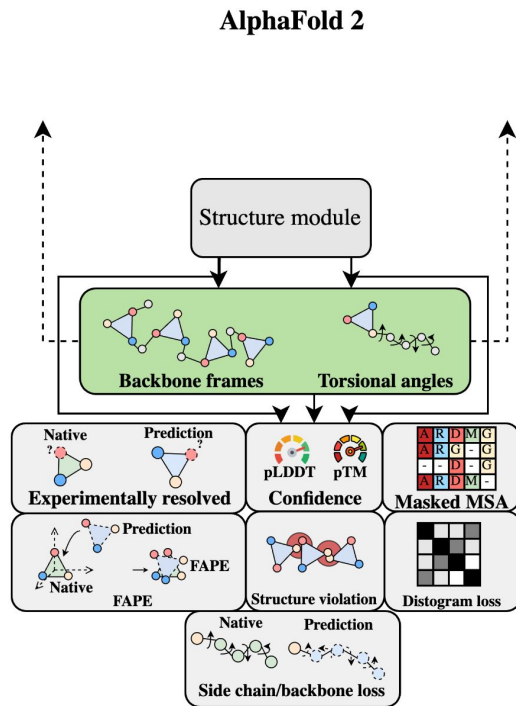 AlphaFold 2
Structure module
Backbone frames
Torsional angles
Native
?
Prediction
?
Experimentally resolved
pLDDT
pTM
Confidence
A R D M G
A R G - G
- - D - G
A R D M -
Masked MSA
Prediction
Native
FAPE
FAPE
Structure violation
Distogram loss
Native
Prediction
Side chain/backbone loss